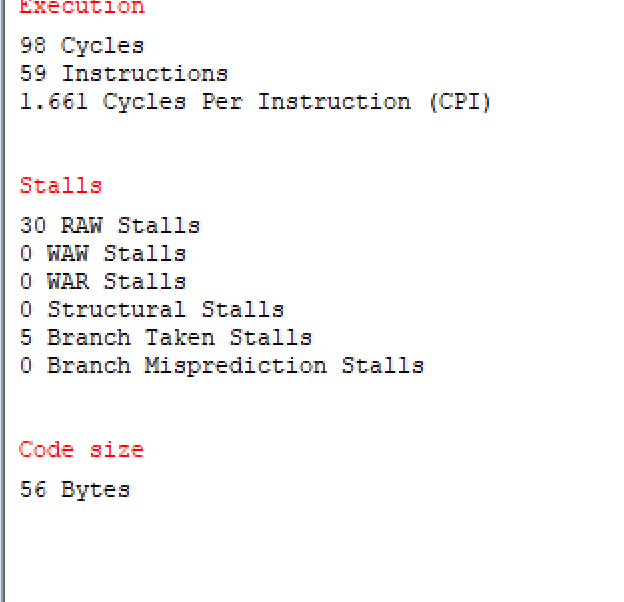 Execution
98 Cycles
59 Instructions
1.661 Cycles Per Instruction (CPI)
Stalls
30 RAW Stalls
0 WAW Stalls
0 WAR Stalls
0 Structural Stalls
5 Branch Taken Stalls
0 Branch Misprediction Stalls
Code size
56 Bytes